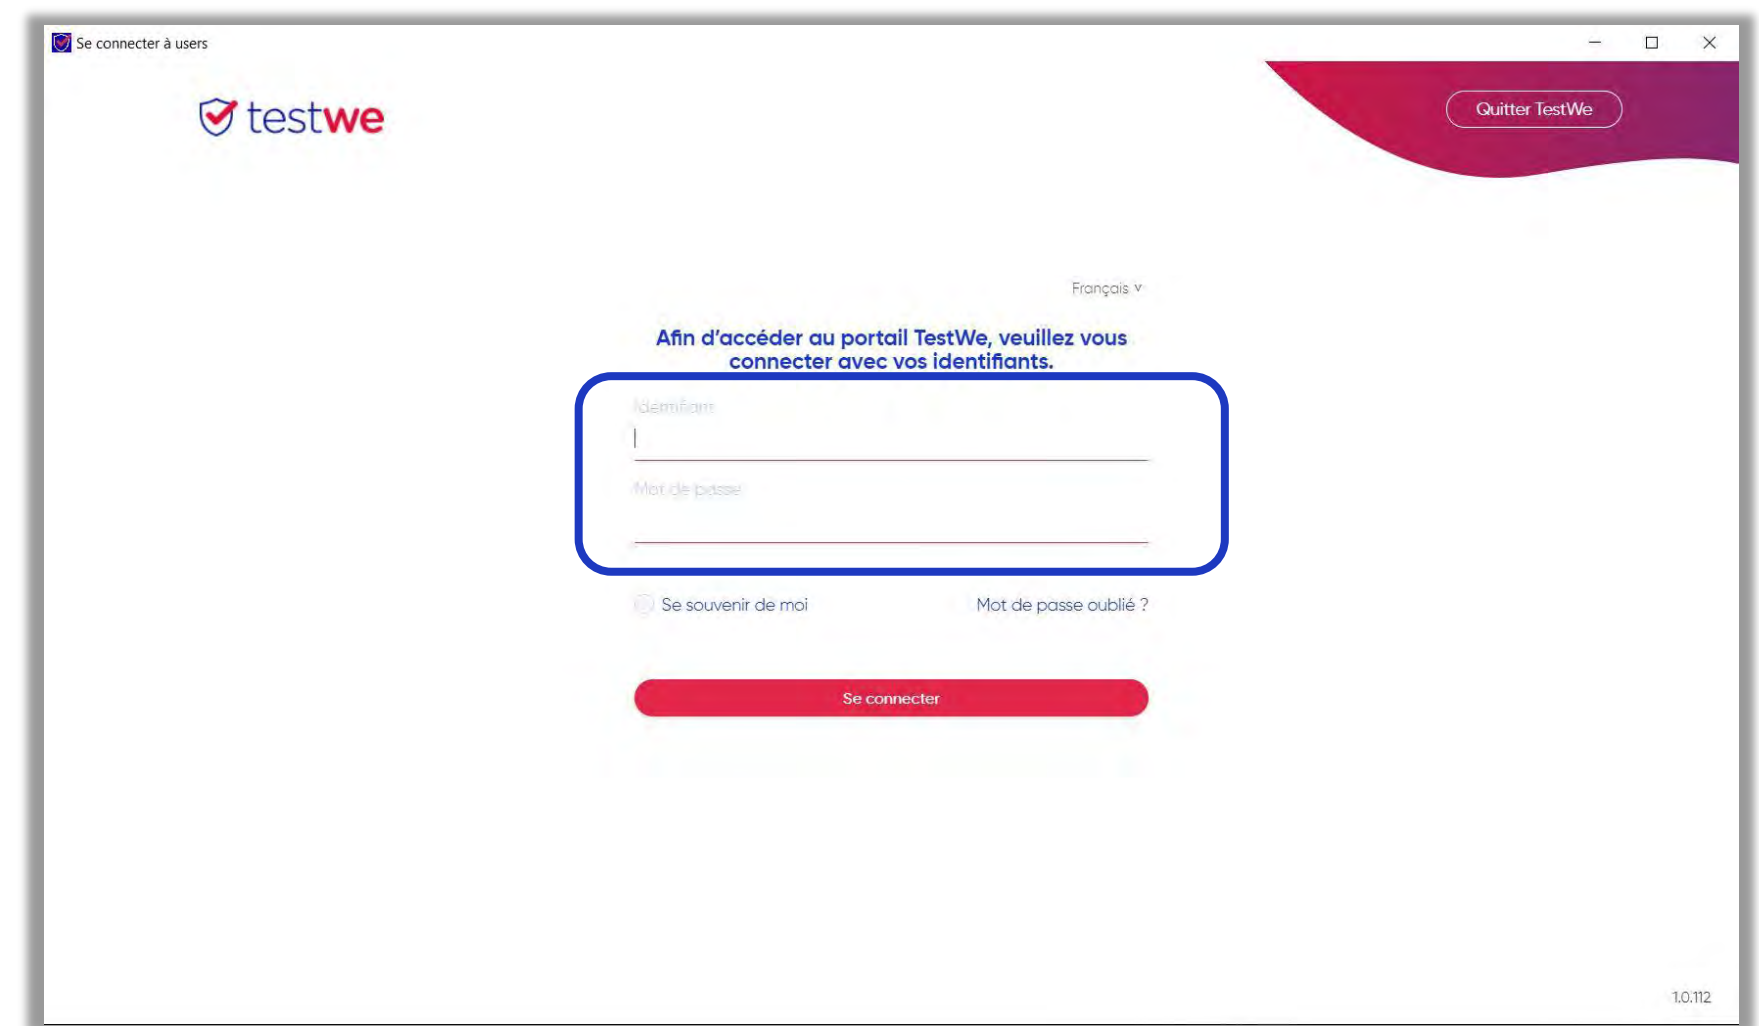 Se connecter à users
testwe
Quitter TestWe
Français
Afin d'accéder au portail TestWe, veuillez vous
connecter avec vos identifiants.
Identifiant
Mot de passe
Se souvenir de moi
Mot de passe oublié ?
Se connecter
1.0.112